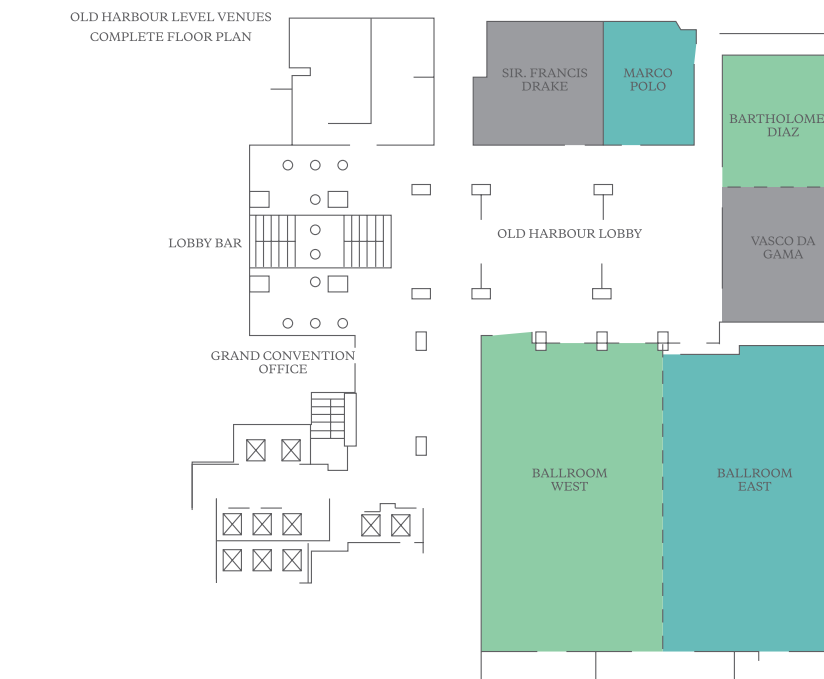 OLD HARBOUR LEVEL VENUES
COMPLETE FLOOR PLAN
SIR. FRANCIS
DRAKE
MARCO
POLO
BARTHOLOME
DIAZ
LOBBY BAR
OLD HARBOUR LOBBY
VASCO DA
GAMA
GRAND CONVENTION
OFFICE
BALLROOM
WEST
BALLROOM
EAST